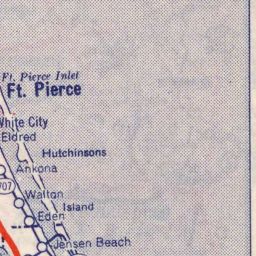 Ft. Pierce Inlet
Ft. Pierce
White City
Eldred
Hutchinsons
Ankona
707
Walton
Island
Eden
Jensen Beach